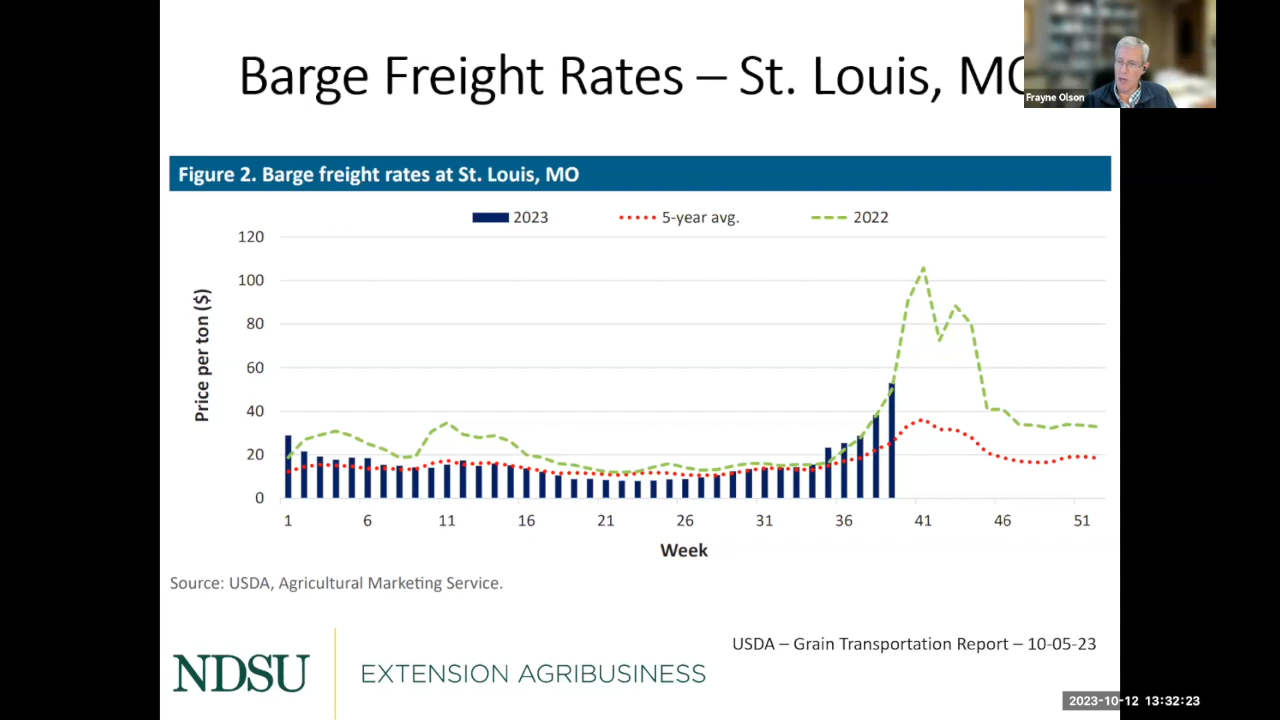 Barge Freight Rates – St. Louis, MO
Frayne Olson
Figure 2. Barge freight rates at St. Louis, MO
2023 5-year avg. 2022
120
100
80
60
40
20
0
Price per ton ($)
1 6 11 16 21 26 31 36 41 46 51
Week
Source: USDA, Agricultural Marketing Service.
USDA – Grain Transportation Report – 10-05-23
NDSU EXTENSION AGRIBUSINESS
2023-10-12 13:32:23